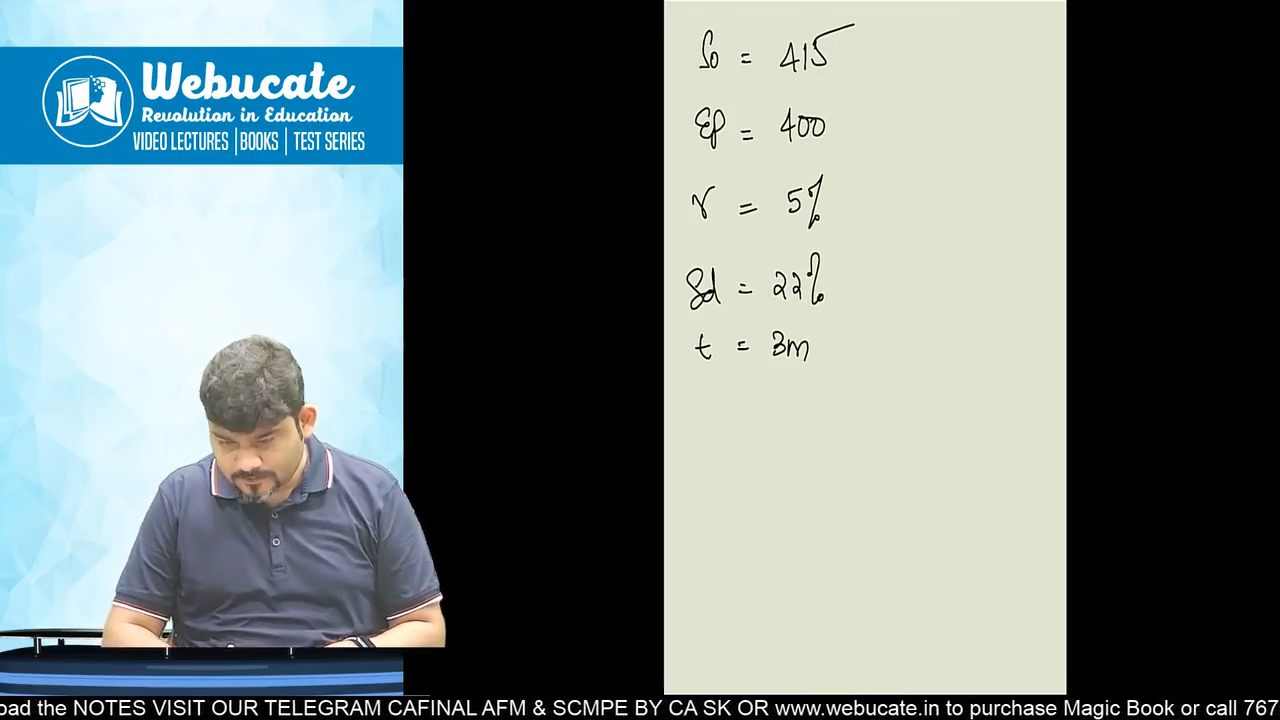 Webucate
Revolution in Education
VIDEO LECTURES | BOOKS | TEST SERIES
So = 415
EP = 400
r = 5%
Sd = 22%
t = 3m
oad the NOTES VISIT OUR TELEGRAM CAFINAL AFM & SCMPE BY CA SK OR www.webucate.in to purchase Magic Book or call 767